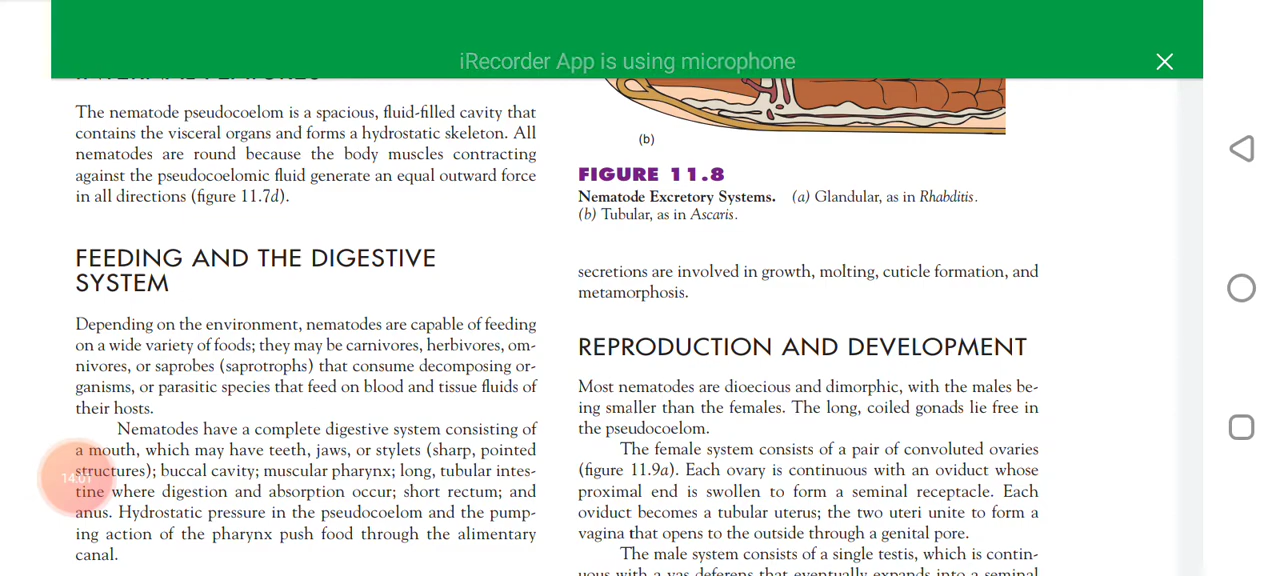 iRecorder App is using microphone
The nematode pseudocoelom is a spacious, fluid-filled cavity that
contains the visceral organs and forms a hydrostatic skeleton. All
nematodes are round because the body muscles contracting
against the pseudocoelomic fluid generate an equal outward force
in all directions (figure 11.7d).
FEEDING AND THE DIGESTIVE
SYSTEM
Depending on the environment, nematodes are capable of feeding
on a wide variety of foods; they may be carnivores, herbivores, om-
nivores, or saprobes (saprotrophs) that consume decomposing or-
ganisms, or parasitic species that feed on blood and tissue fluids of
their hosts.
Nematodes have a complete digestive system consisting of
a mouth, which may have teeth, jaws, or stylets (sharp, pointed
structures); buccal cavity; muscular pharynx; long, tubular intes-
tine where digestion and absorption occur; short rectum; and
anus. Hydrostatic pressure in the pseudocoelom and the pump-
ing action of the pharynx push food through the alimentary
canal.
14:01
(b)
FIGURE 11.8
Nematode Excretory Systems. (a) Glandular, as in Rhabditis.
(b) Tubular, as in Ascaris.
secretions are involved in growth, molting, cuticle formation, and
metamorphosis.
REPRODUCTION AND DEVELOPMENT
Most nematodes are dioecious and dimorphic, with the males be-
ing smaller than the females. The long, coiled gonads lie free in
the pseudocoelom.
The female system consists of a pair of convoluted ovaries
(figure 11.9a). Each ovary is continuous with an oviduct whose
proximal end is swollen to form a seminal receptacle. Each
oviduct becomes a tubular uterus; the two uteri unite to form a
vagina that opens to the outside through a genital pore.
The male system consists of a single testis, which is contin-
uous with a vas deferens that eventually expands into a seminal